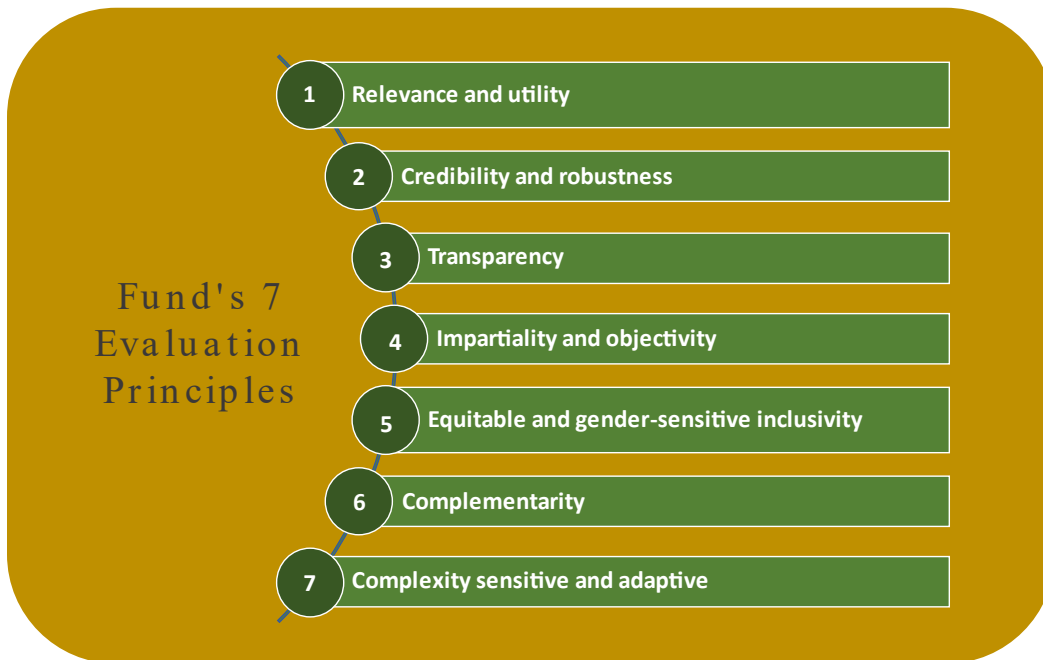 Fund's 7
Evaluation
Principles
1 Relevance and utility
2 Credibility and robustness
3 Transparency
4 Impartiality and objectivity
5 Equitable and gender-sensitive inclusivity
6 Complementarity
7 Complexity sensitive and adaptive